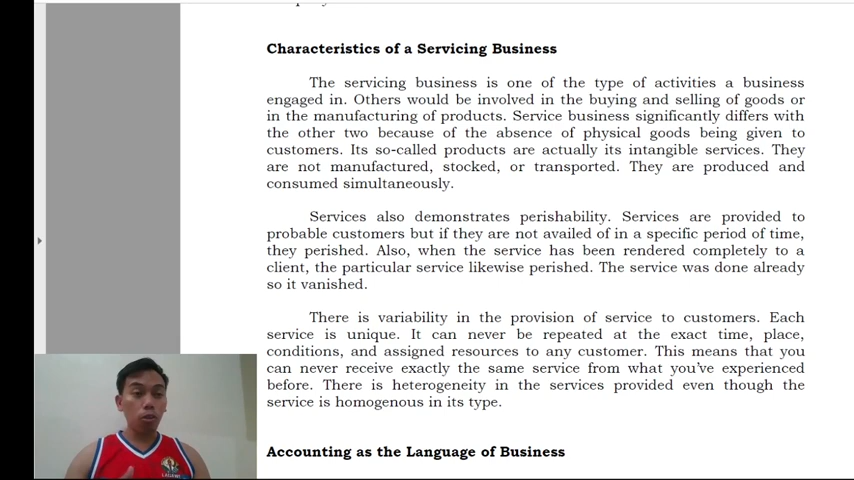 Characteristics of a Servicing Business
The servicing business is one of the type of activities a business
engaged in. Others would be involved in the buying and selling of goods or
in the manufacturing of products. Service business significantly differs with
the other two because of the absence of physical goods being given to
customers. Its so-called products are actually its intangible services. They
are not manufactured, stocked, or transported. They are produced and
consumed simultaneously.
Services also demonstrates perishability. Services are provided to
probable customers but if they are not availed of in a specific period of time,
they perished. Also, when the service has been rendered completely to a
client, the particular service likewise perished. The service was done already
so it vanished.
There is variability in the provision of service to customers. Each
service is unique. It can never be repeated at the exact time, place,
conditions, and assigned resources to any customer. This means that you
can never receive exactly the same service from what you've experienced
before. There is heterogeneity in the services provided even though the
service is homogenous in its type.
Accounting as the Language of Business